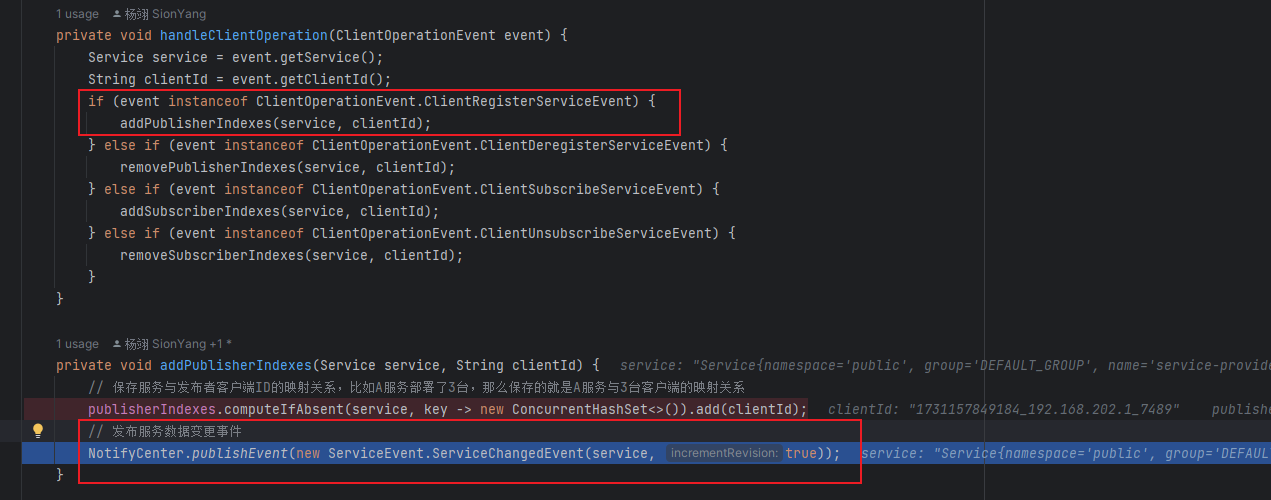 1 usage 杨翊 SionYang
private void handleClientOperation(ClientOperationEvent event) {
Service service = event.getService();
String clientId = event.getClientId();
if (event instanceof ClientOperationEvent.ClientRegisterServiceEvent) {
addPublisherIndexes(service, clientId);
} else if (event instanceof ClientOperationEvent.ClientDeregisterServiceEvent) {
removePublisherIndexes(service, clientId);
} else if (event instanceof ClientOperationEvent.ClientSubscribeServiceEvent) {
addSubscriberIndexes(service, clientId);
} else if (event instanceof ClientOperationEvent.ClientUnsubscribeServiceEvent) {
removeSubscriberIndexes(service, clientId);
}
}
1 usage 杨翊 SionYang +1 *
private void addPublisherIndexes(Service service, String clientId) { service: "Service{namespace='public', group='DEFAULT_GROUP', name='service-provide
// 保存服务与发布者客户端ID的映射关系，比如A服务部署了3台，那么保存的就是A服务与3台客户端的映射关系
publisherIndexes.computeIfAbsent(service, key -> new ConcurrentHashSet<>()).add(clientId); clientId: "1731157849184_192.168.202.1_7489" publishe
// 发布服务数据变更事件
NotifyCenter.publishEvent(new ServiceEvent.ServiceChangedEvent(service, incrementRevision: true)); service: "Service{namespace='public', group='DEFAUL
}